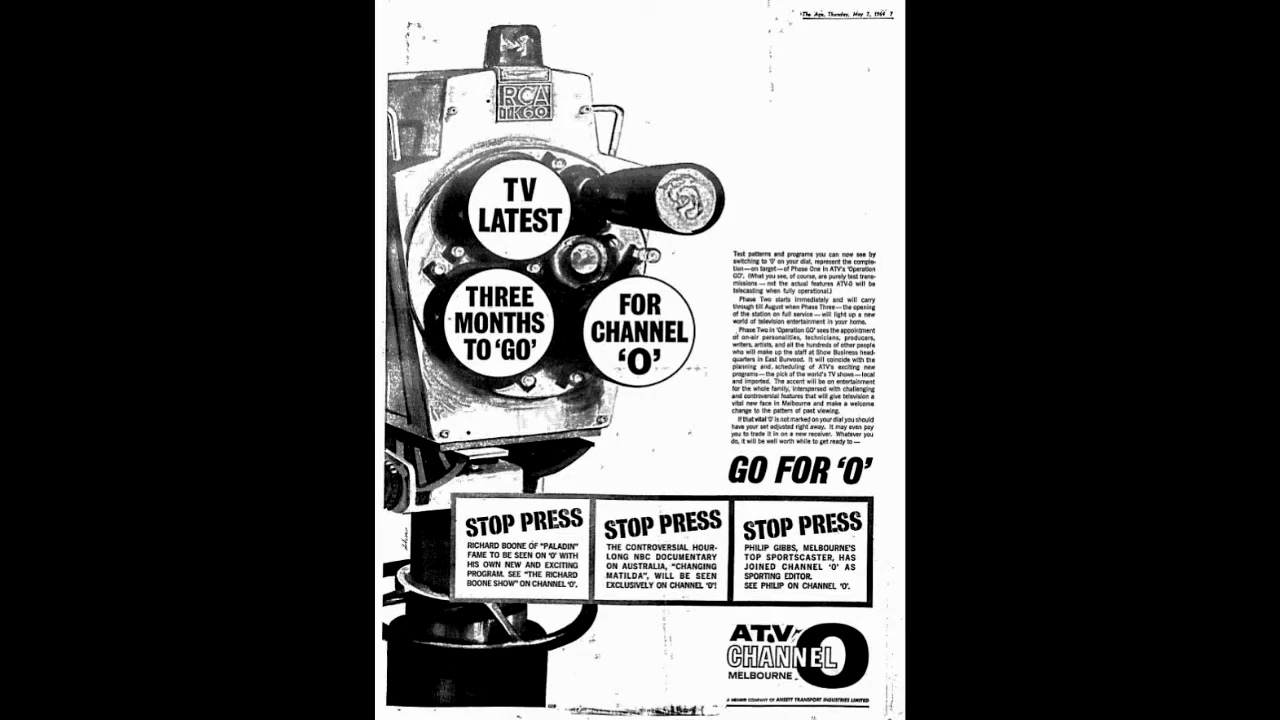 The Age, Thursday, May 7, 1964 7
RCA
TK60
TV
LATEST
THREE
MONTHS
TO 'GO'
FOR
CHANNEL
'O'
Test patterns and programs you can now see by
switching to 'O' on your dial, represent the comple-
tion—on target—of Phase One in ATV's 'Operation
GO'. (What you see, of course, are purely test trans-
missions — not the actual features ATV-O will be
telecasting when fully operational.)
Phase Two starts immediately and will carry
through till August when Phase Three—the opening
of the station on full service—will light up a new
world of television entertainment in your home.
Phase Two in 'Operation GO' sees the appointment
of on-air personalities, technicians, producers,
writers, artists, and all the hundreds of other people
who will make up the staff at Show Business head-
quarters in East Burwood. It will coincide with the
planning and scheduling of ATV's exciting new
programs—the pick of the world's TV shows—local
and imported. The accent will be on entertainment
for the whole family, interspersed with challenging
and controversial features that will give television a
vital new face in Melbourne and make a welcome
change to the pattern of past viewing.
If that vital 'O' is not marked on your dial you should
have your set adjusted right away. It may even pay
you to trade it in on a new receiver. Whatever you
do, it will be well worth while to get ready to —
GO FOR 'O'
STOP PRESS
RICHARD BOONE OF "PALADIN"
FAME TO BE SEEN ON 'O' WITH
HIS OWN NEW AND EXCITING
PROGRAM. SEE "THE RICHARD
BOONE SHOW" ON CHANNEL 'O'.
STOP PRESS
THE CONTROVERSIAL HOUR-
LONG NBC DOCUMENTARY
ON AUSTRALIA, "CHANGING
MATILDA", WILL BE SEEN
EXCLUSIVELY ON CHANNEL 'O'!
STOP PRESS
PHILIP GIBBS, MELBOURNE'S
TOP SPORTSCASTER, HAS
JOINED CHANNEL 'O' AS
SPORTING EDITOR.
SEE PHILIP ON CHANNEL 'O'.
ATV
CHANNEL O
MELBOURNE
A MEMBER COMPANY OF ANSETT TRANSPORT INDUSTRIES LIMITED